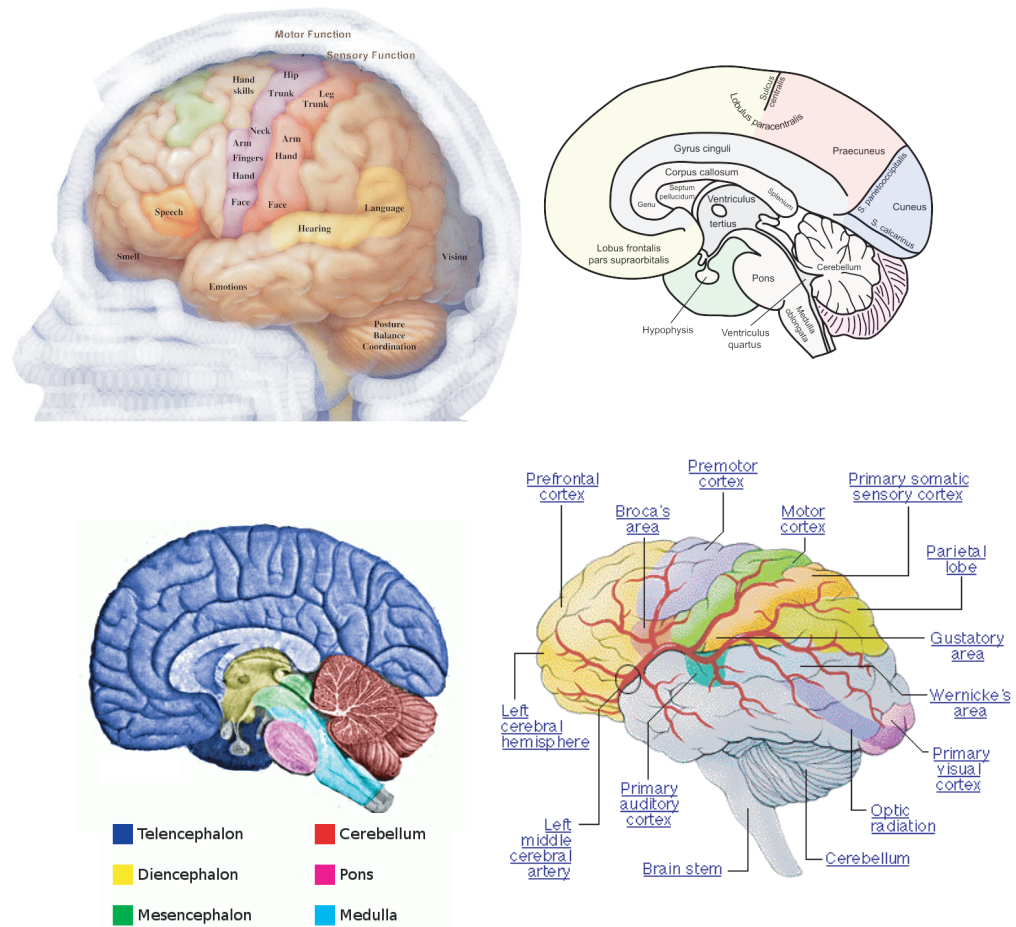 Motor Function
Sensory Function
Hip
Hand
skills
Trunk
Leg
Trunk
Neck
Arm
Fingers
Hand
Face
Arm
Hand
Face
Speech
Language
Hearing
Smell
Vision
Emotions
Posture
Balance
Coordination
Sulcus
centralis
Lobulus paracentralis
Gyrus cinguli
Praecuneus
Corpus callosum
Septum
pellucidum
Genu
Splenium
Ventriculus
tertius
S. parietooccipitalis
Cuneus
S. calcarinus
Lobus frontalis
pars supraorbitalis
Pons
Cerebellum
Medulla
oblongata
Hypophysis
Ventriculus
quartus
Telencephalon
Diencephalon
Mesencephalon
Cerebellum
Pons
Medulla
Prefrontal
cortex
Premotor
cortex
Broca's
area
Motor
cortex
Primary somatic
sensory cortex
Parietal
lobe
Gustatory
area
Wernicke's
area
Primary
visual
cortex
Optic
radiation
Cerebellum
Brain stem
Primary
auditory
cortex
Left
middle
cerebral
artery
Left
cerebral
hemisphere